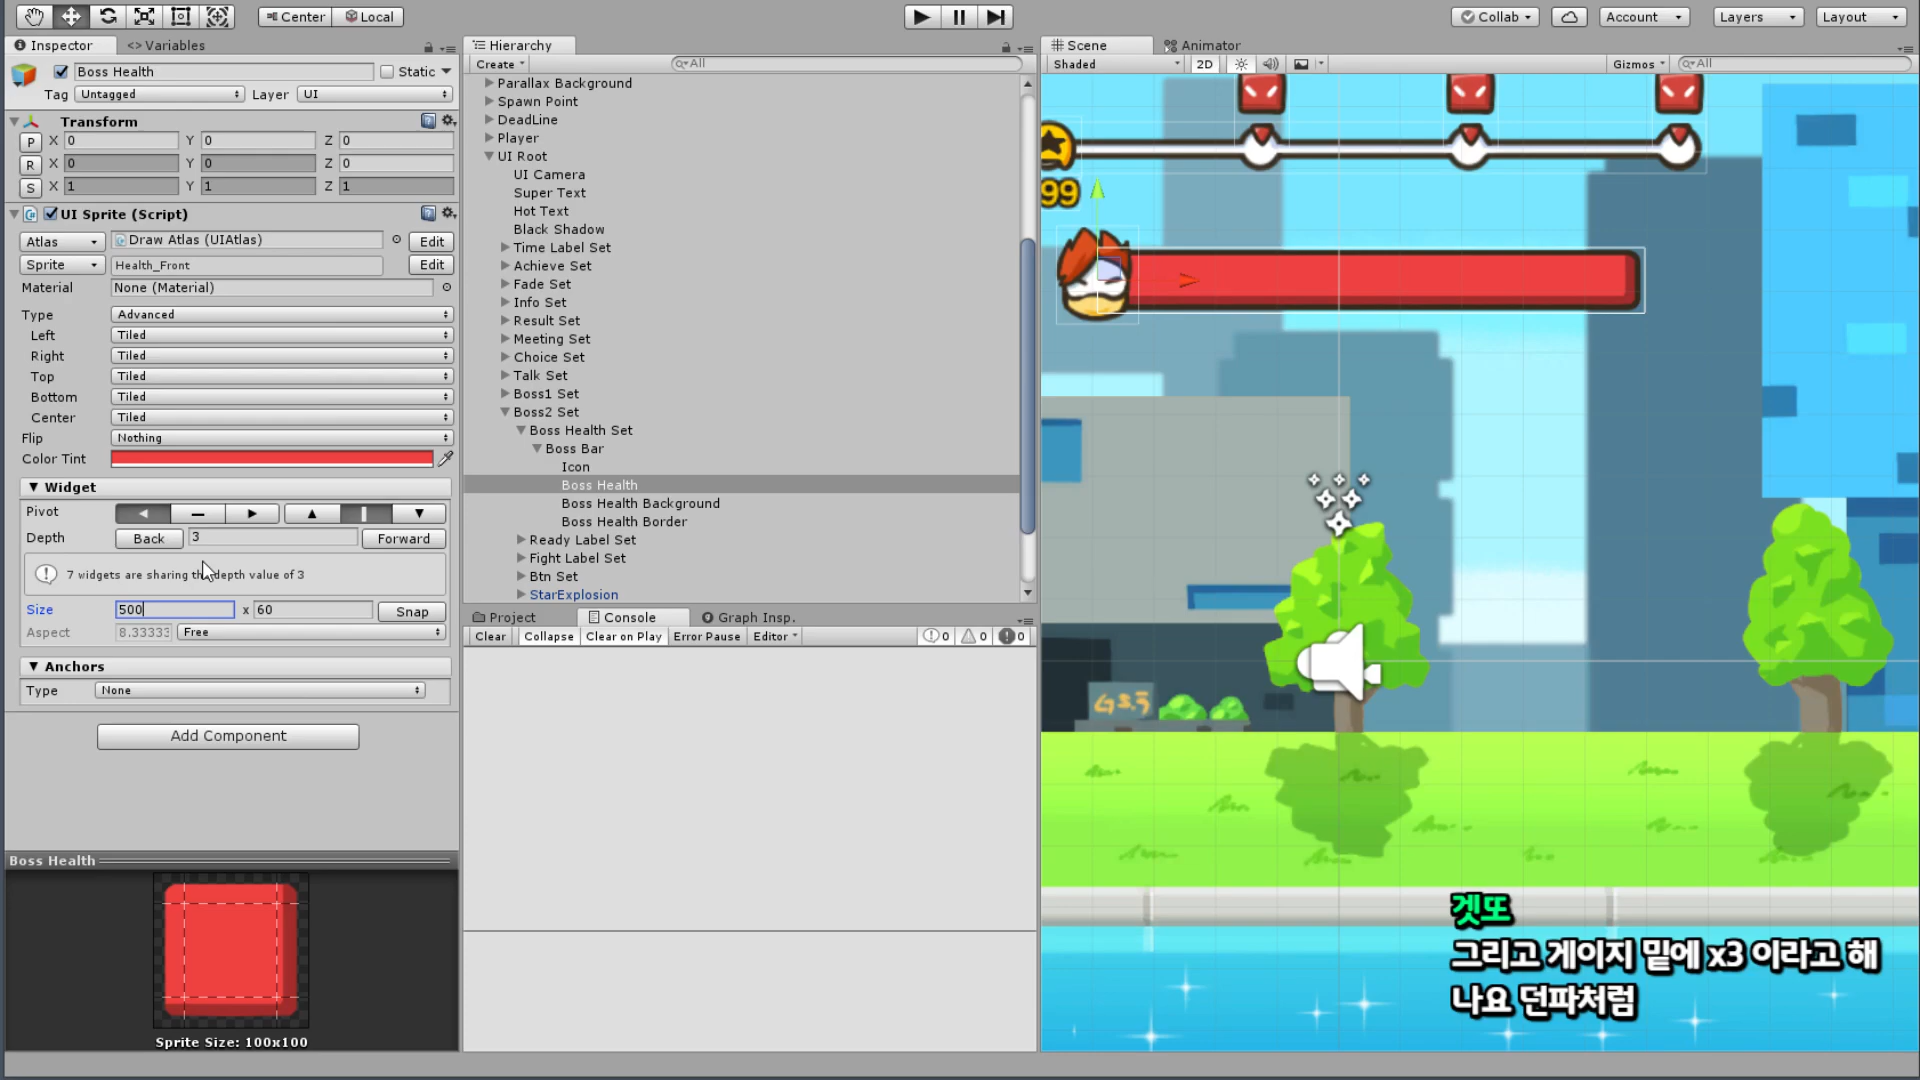 Center
Local
Collab
Account
Layers
Layout
Inspector
<> Variables
Boss Health
Static
Tag
Untagged
Layer
UI
Transform
P X 0 Y 0 Z 0
R X 0 Y 0 Z 0
S X 1 Y 1 Z 1
UI Sprite (Script)
Atlas
Draw Atlas (UIAtlas)
Edit
Sprite
Health_Front
Edit
Material
None (Material)
Type
Advanced
Left
Tiled
Right
Tiled
Top
Tiled
Bottom
Tiled
Center
Tiled
Flip
Nothing
Color Tint
Widget
Pivot
Depth
Back
3
Forward
7 widgets are sharing the depth value of 3
Size
500 x 60
Snap
Aspect
8.33333
Free
Anchors
Type
None
Add Component
Boss Health
Sprite Size: 100x100
Hierarchy
Create
All
Parallax Background
Spawn Point
DeadLine
Player
UI Root
UI Camera
Super Text
Hot Text
Black Shadow
Time Label Set
Achieve Set
Fade Set
Info Set
Result Set
Meeting Set
Choice Set
Talk Set
Boss1 Set
Boss2 Set
Boss Health Set
Boss Bar
Icon
Boss Health
Boss Health Background
Boss Health Border
Ready Label Set
Fight Label Set
Btn Set
StarExplosion
Project
Console
Graph Insp.
Clear
Collapse
Clear on Play
Error Pause
Editor
0
0
0
Scene
Animator
Shaded
2D
Gizmos
All
99
G3.5
겟또
그리고 게이지 밑에 x3 이라고 해
나요 던파처럼